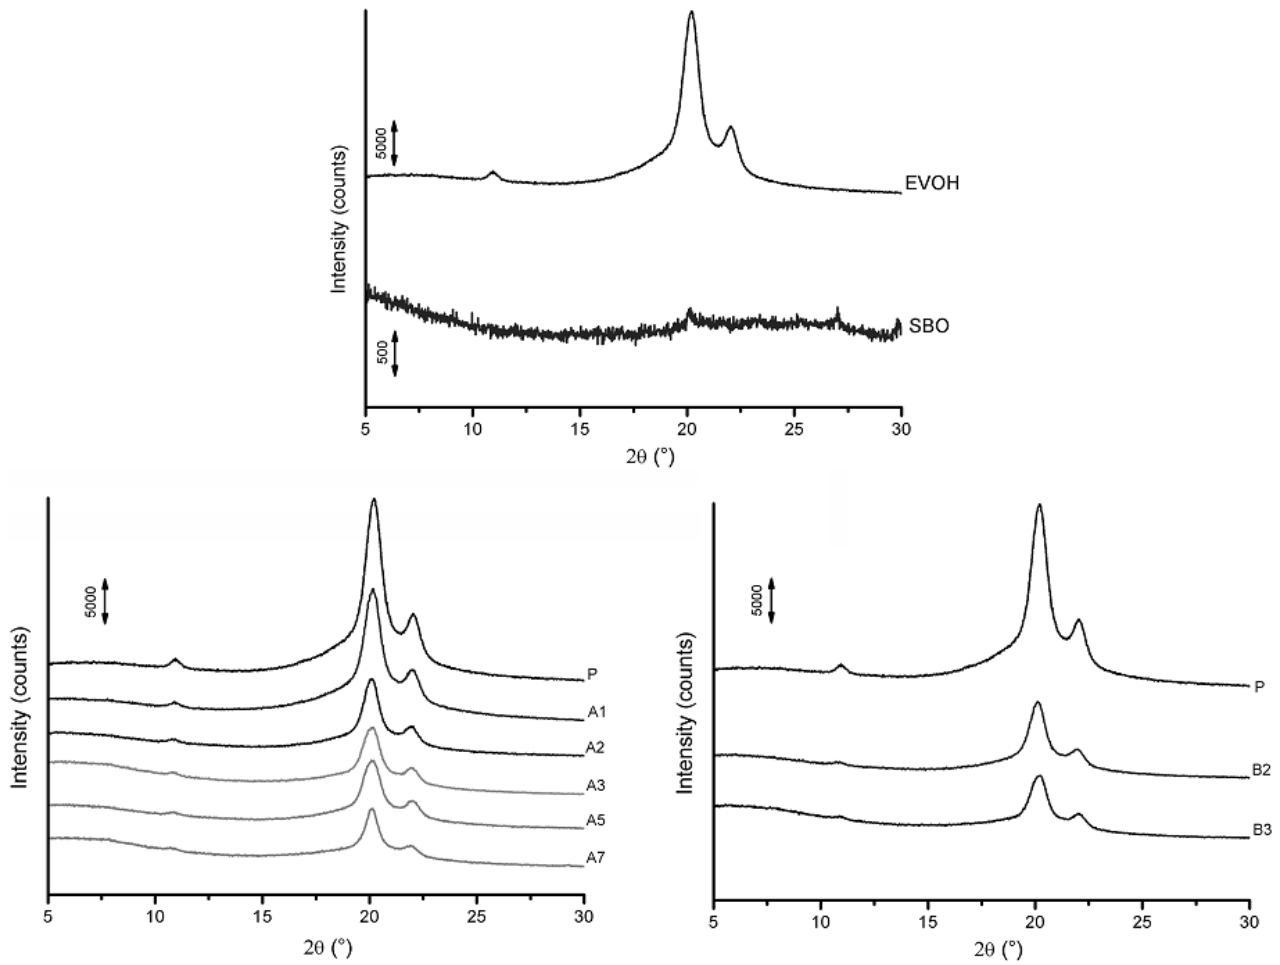 Intensity (counts)
5000
EVOH
SBO
500
5 10 15 20 25 30
2θ (°)
Intensity (counts)
5000
P
A1
A2
A3
A5
A7
5 10 15 20 25 30
2θ (°)
Intensity (counts)
5000
P
B2
B3
5 10 15 20 25 30
2θ (°)